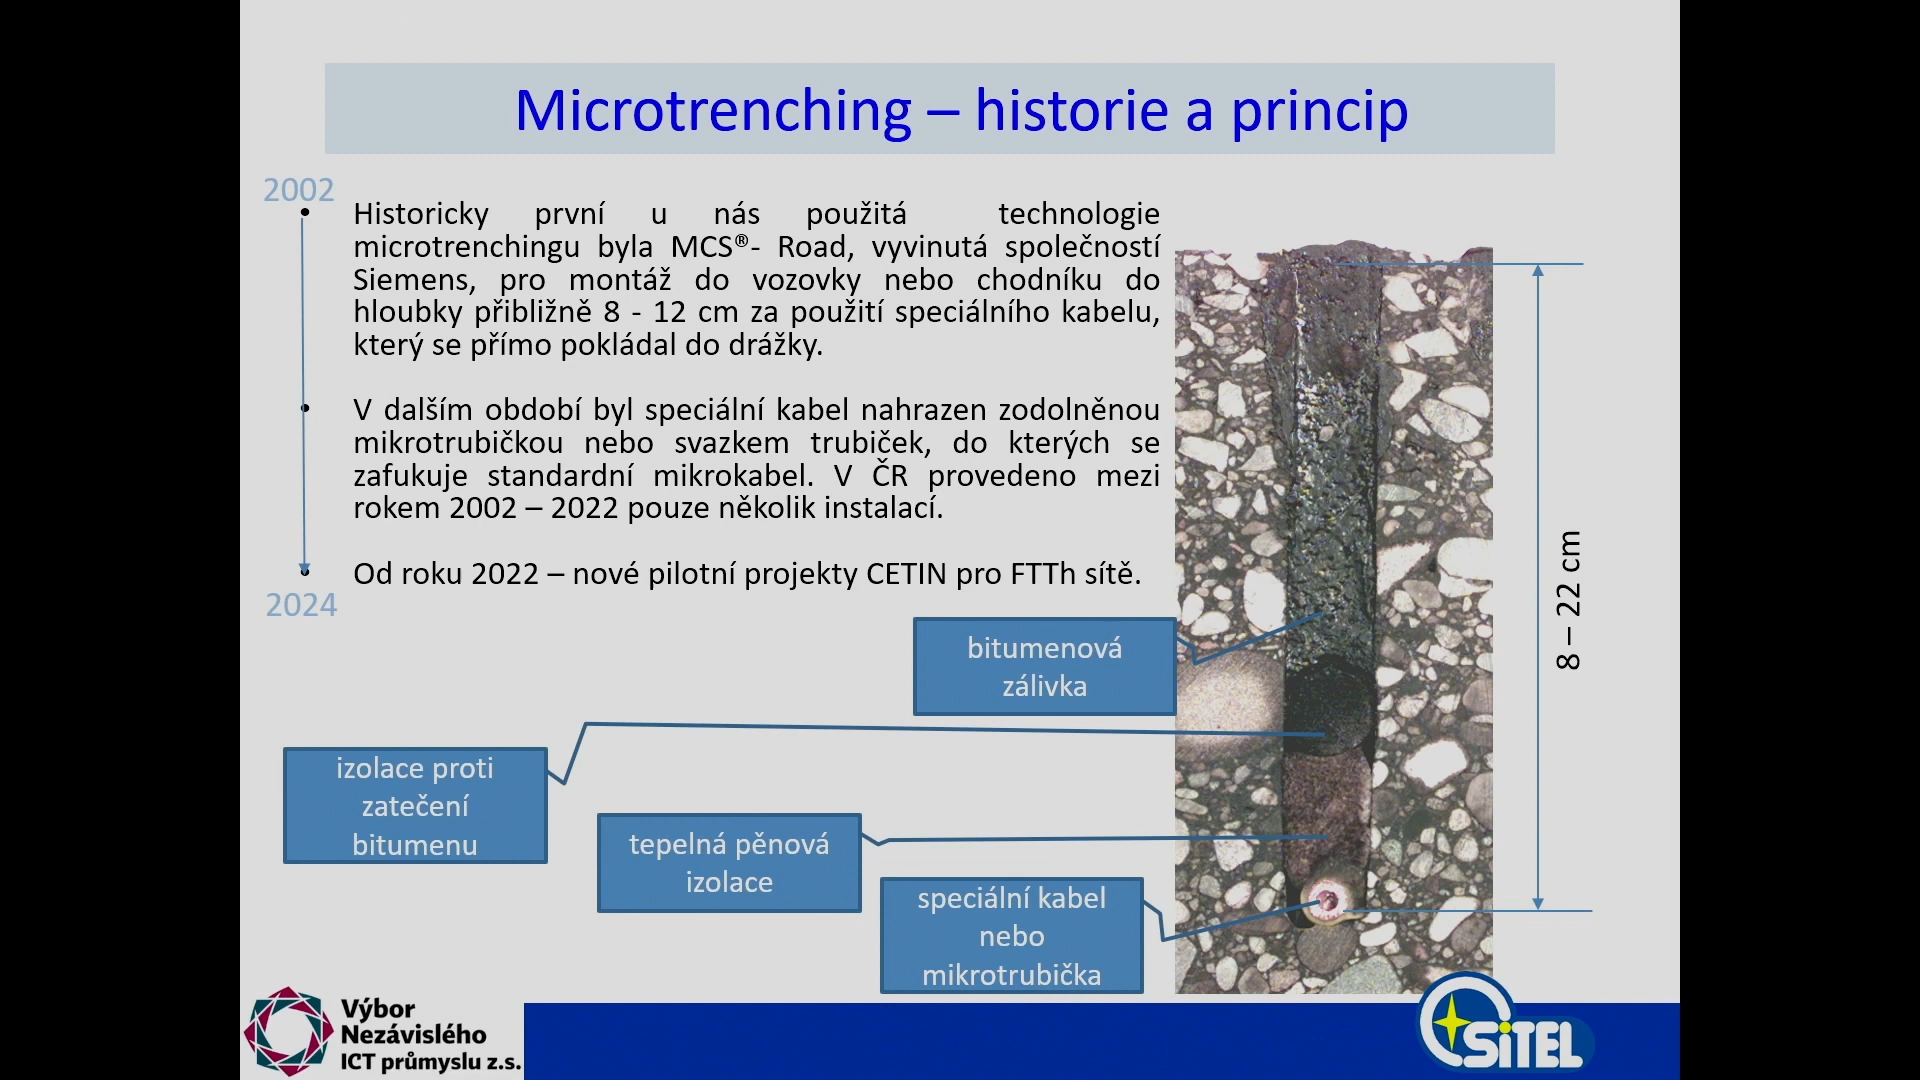 Microtrenching – historie a princip
2002
• Historicky první u nás použitá technologie
microtrenchingu byla MCS®- Road, vyvinutá společností
Siemens, pro montáž do vozovky nebo chodníku do
hloubky přibližně 8 - 12 cm za použití speciálního kabelu,
který se přímo pokládal do drážky.
• V dalším období byl speciální kabel nahrazen zodolněnou
mikrotrubičkou nebo svazkem trubiček, do kterých se
zafukuje standardní mikrokabel. V ČR provedeno mezi
rokem 2002 – 2022 pouze několik instalací.
• Od roku 2022 – nové pilotní projekty CETIN pro FTTh sítě.
2024
8 – 22 cm
bitumenová
zálivka
izolace proti
zatečení
bitumenu
tepelná pěnová
izolace
speciální kabel
nebo
mikrotrubička
Výbor
Nezávislého
ICT průmyslu z.s.
SiTEL